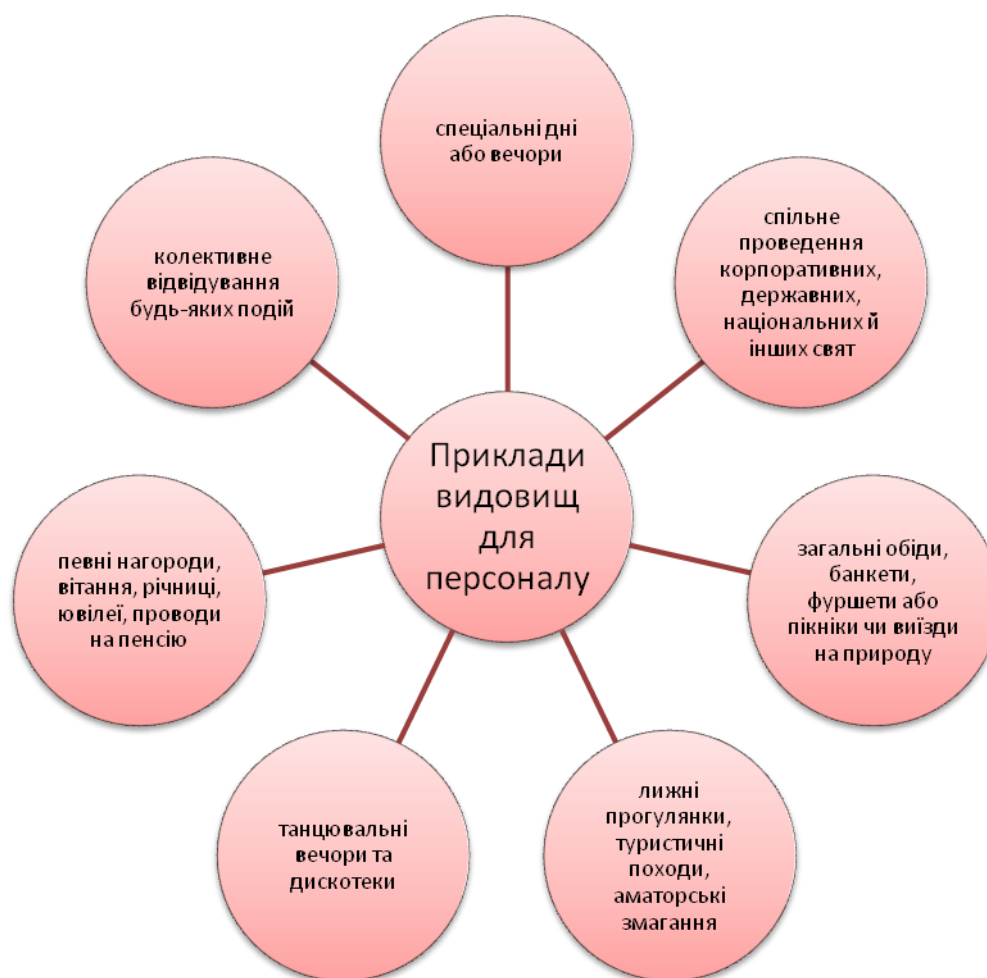 спеціальні дні
або вечори
спільне
проведення
корпоративних,
державних,
національних й
інших свят
загальні обіди,
банкети,
фуршети або
пікніки чи виїзди
на природу
лижні
прогулянки,
туристичні
походи,
аматорські
змагання
танцювальні
вечори та
дискотеки
певні нагороди,
вітання, річниці,
ювілеї, проводи
на пенсію
колективне
відвідування
будь-яких подій
Приклади
видовищ
для
персоналу